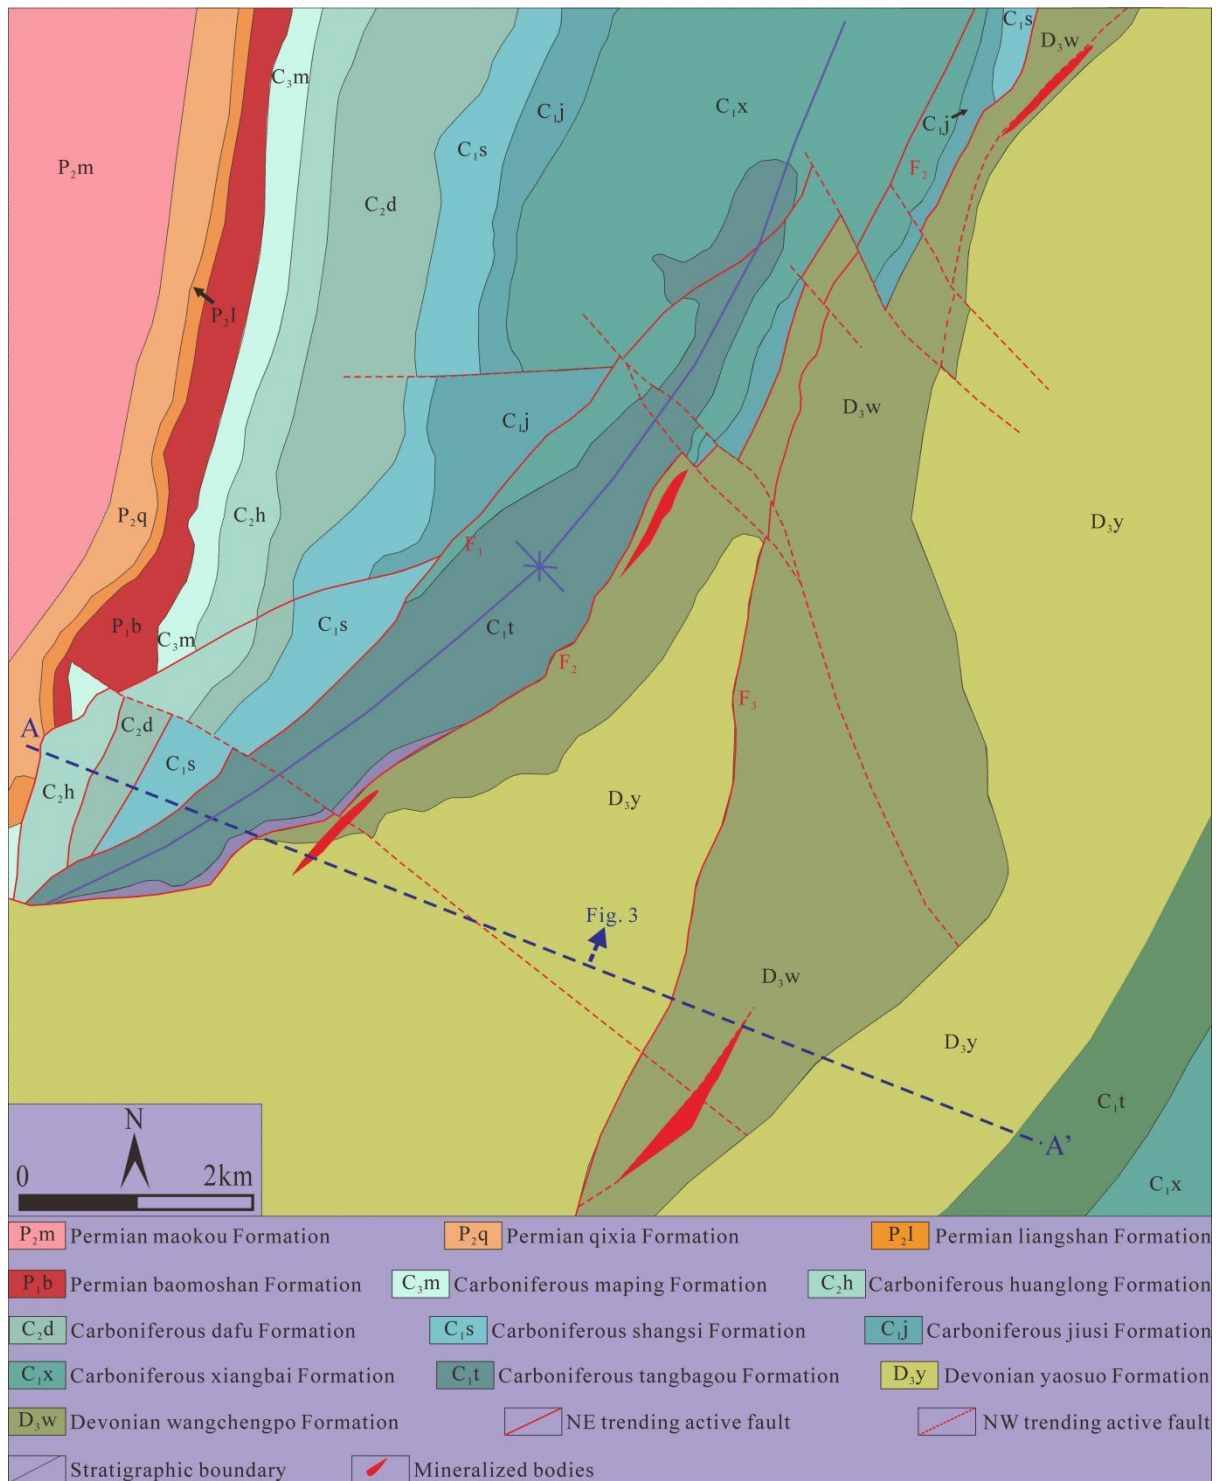 C₁s
D₃w
C₃m
C₁j
C₁x
C₁j
C₁s
P₂m
F₂
C₂d
P₂l
D₃w
C₁j
P₂q
C₂h
D₃y
F₁
P₁b
C₃m
C₁s
C₁t
F₂
F₃
A
C₂d
C₁s
C₂h
D₃y
Fig. 3
D₃w
D₃y
C₁t
A’
C₁x
N
0 2km
P₂m Permian maokou Formation P₂q Permian qixia Formation P₂l Permian liangshan Formation
P₁b Permian baomoshan Formation C₃m Carboniferous maping Formation C₂h Carboniferous huanglong Formation
C₂d Carboniferous dafu Formation C₁s Carboniferous shangsi Formation C₁j Carboniferous jiusi Formation
C₁x Carboniferous xiangbai Formation C₁t Carboniferous tangbagou Formation D₃y Devonian yaosuo Formation
D₃w Devonian wangchengpo Formation NE trending active fault NW trending active fault
Stratigraphic boundary Mineralized bodies